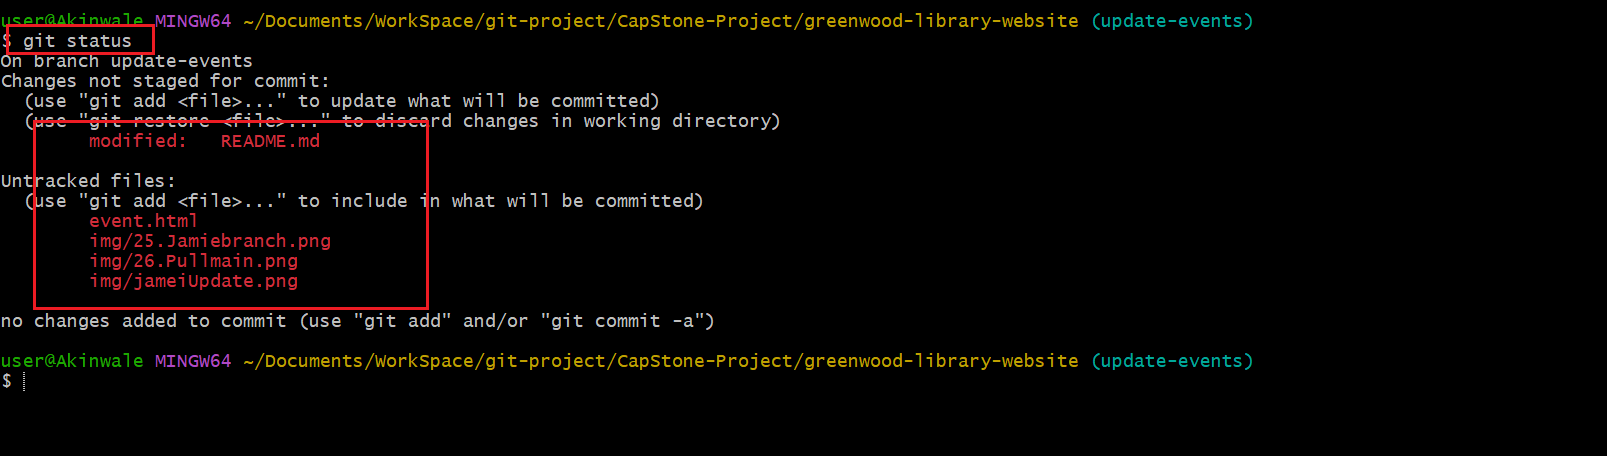 user@Akinwale MINGW64 ~/Documents/WorkSpace/git-project/CapStone-Project/greenwood-library-website (update-events)
$ git status
On branch update-events
Changes not staged for commit:
  (use "git add <file>..." to update what will be committed)
  (use "git restore <file>..." to discard changes in working directory)
        modified:   README.md
Untracked files:
  (use "git add <file>..." to include in what will be committed)
        event.html
        img/25.Jamiebranch.png
        img/26.Pullmain.png
        img/jameiUpdate.png
no changes added to commit (use "git add" and/or "git commit -a")
user@Akinwale MINGW64 ~/Documents/WorkSpace/git-project/CapStone-Project/greenwood-library-website (update-events)
$